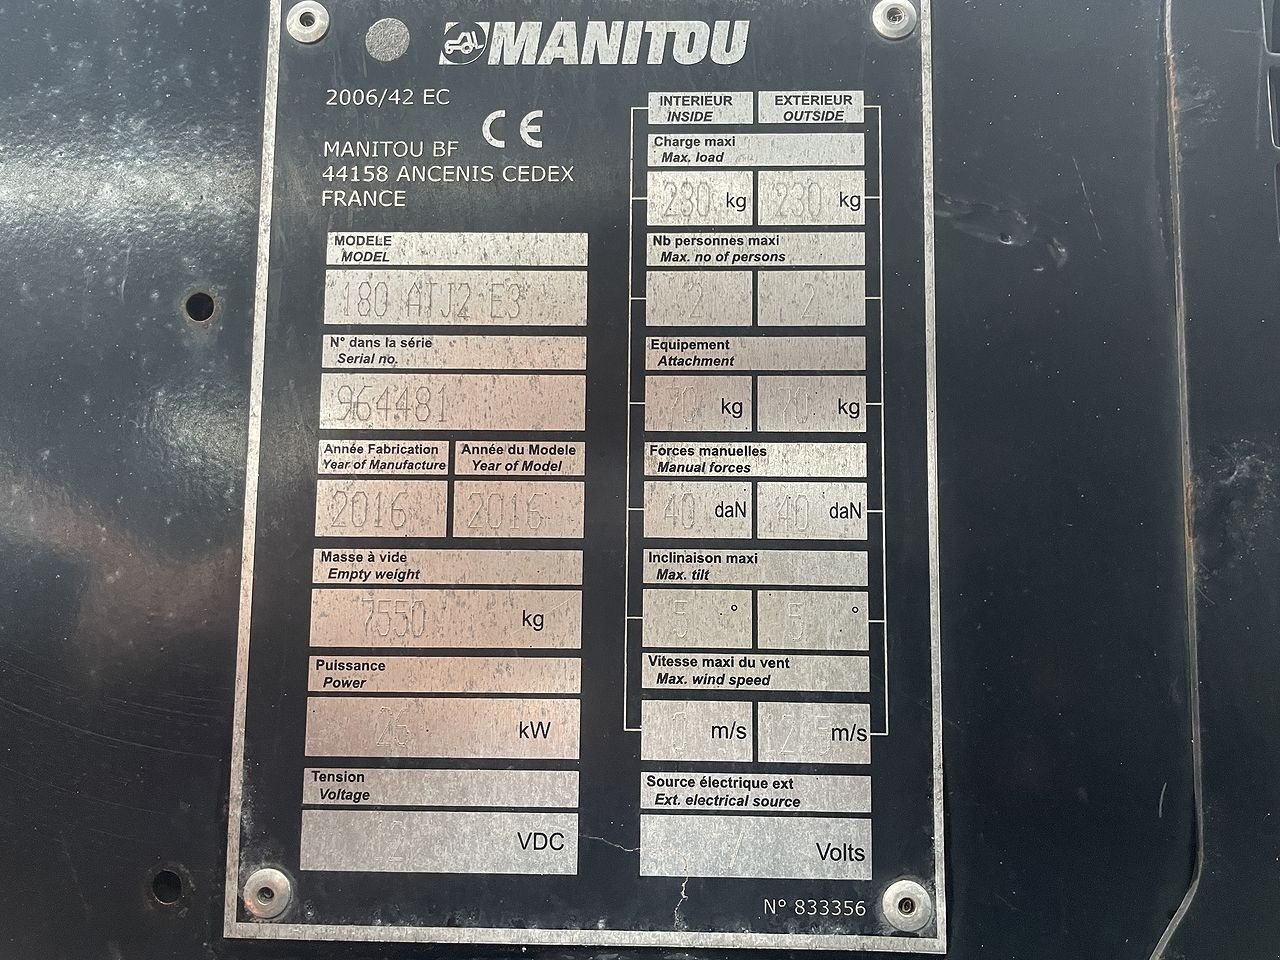 MANITOU
2006/42 EC
CE
MANITOU BF
44158 ANCENIS CEDEX
FRANCE
MODELE
MODEL
180 ATJ2 E3
N° dans la série
Serial no.
964481
Année Fabrication
Year of Manufacture
2016
Année du Modele
Year of Model
2016
Masse à vide
Empty weight
7550 kg
Puissance
Power
26 kW
Tension
Voltage
VDC
INTERIEUR
INSIDE
EXTERIEUR
OUTSIDE
Charge maxi
Max. load
230 kg 230 kg
Nb personnes maxi
Max. no of persons
2 2
Equipement
Attachment
70 kg 70 kg
Forces manuelles
Manual forces
40 daN 40 daN
Inclinaison maxi
Max. tilt
5 ° 5 °
Vitesse maxi du vent
Max. wind speed
0 m/s 12.5 m/s
Source électrique ext
Ext. electrical source
Volts
N° 833356